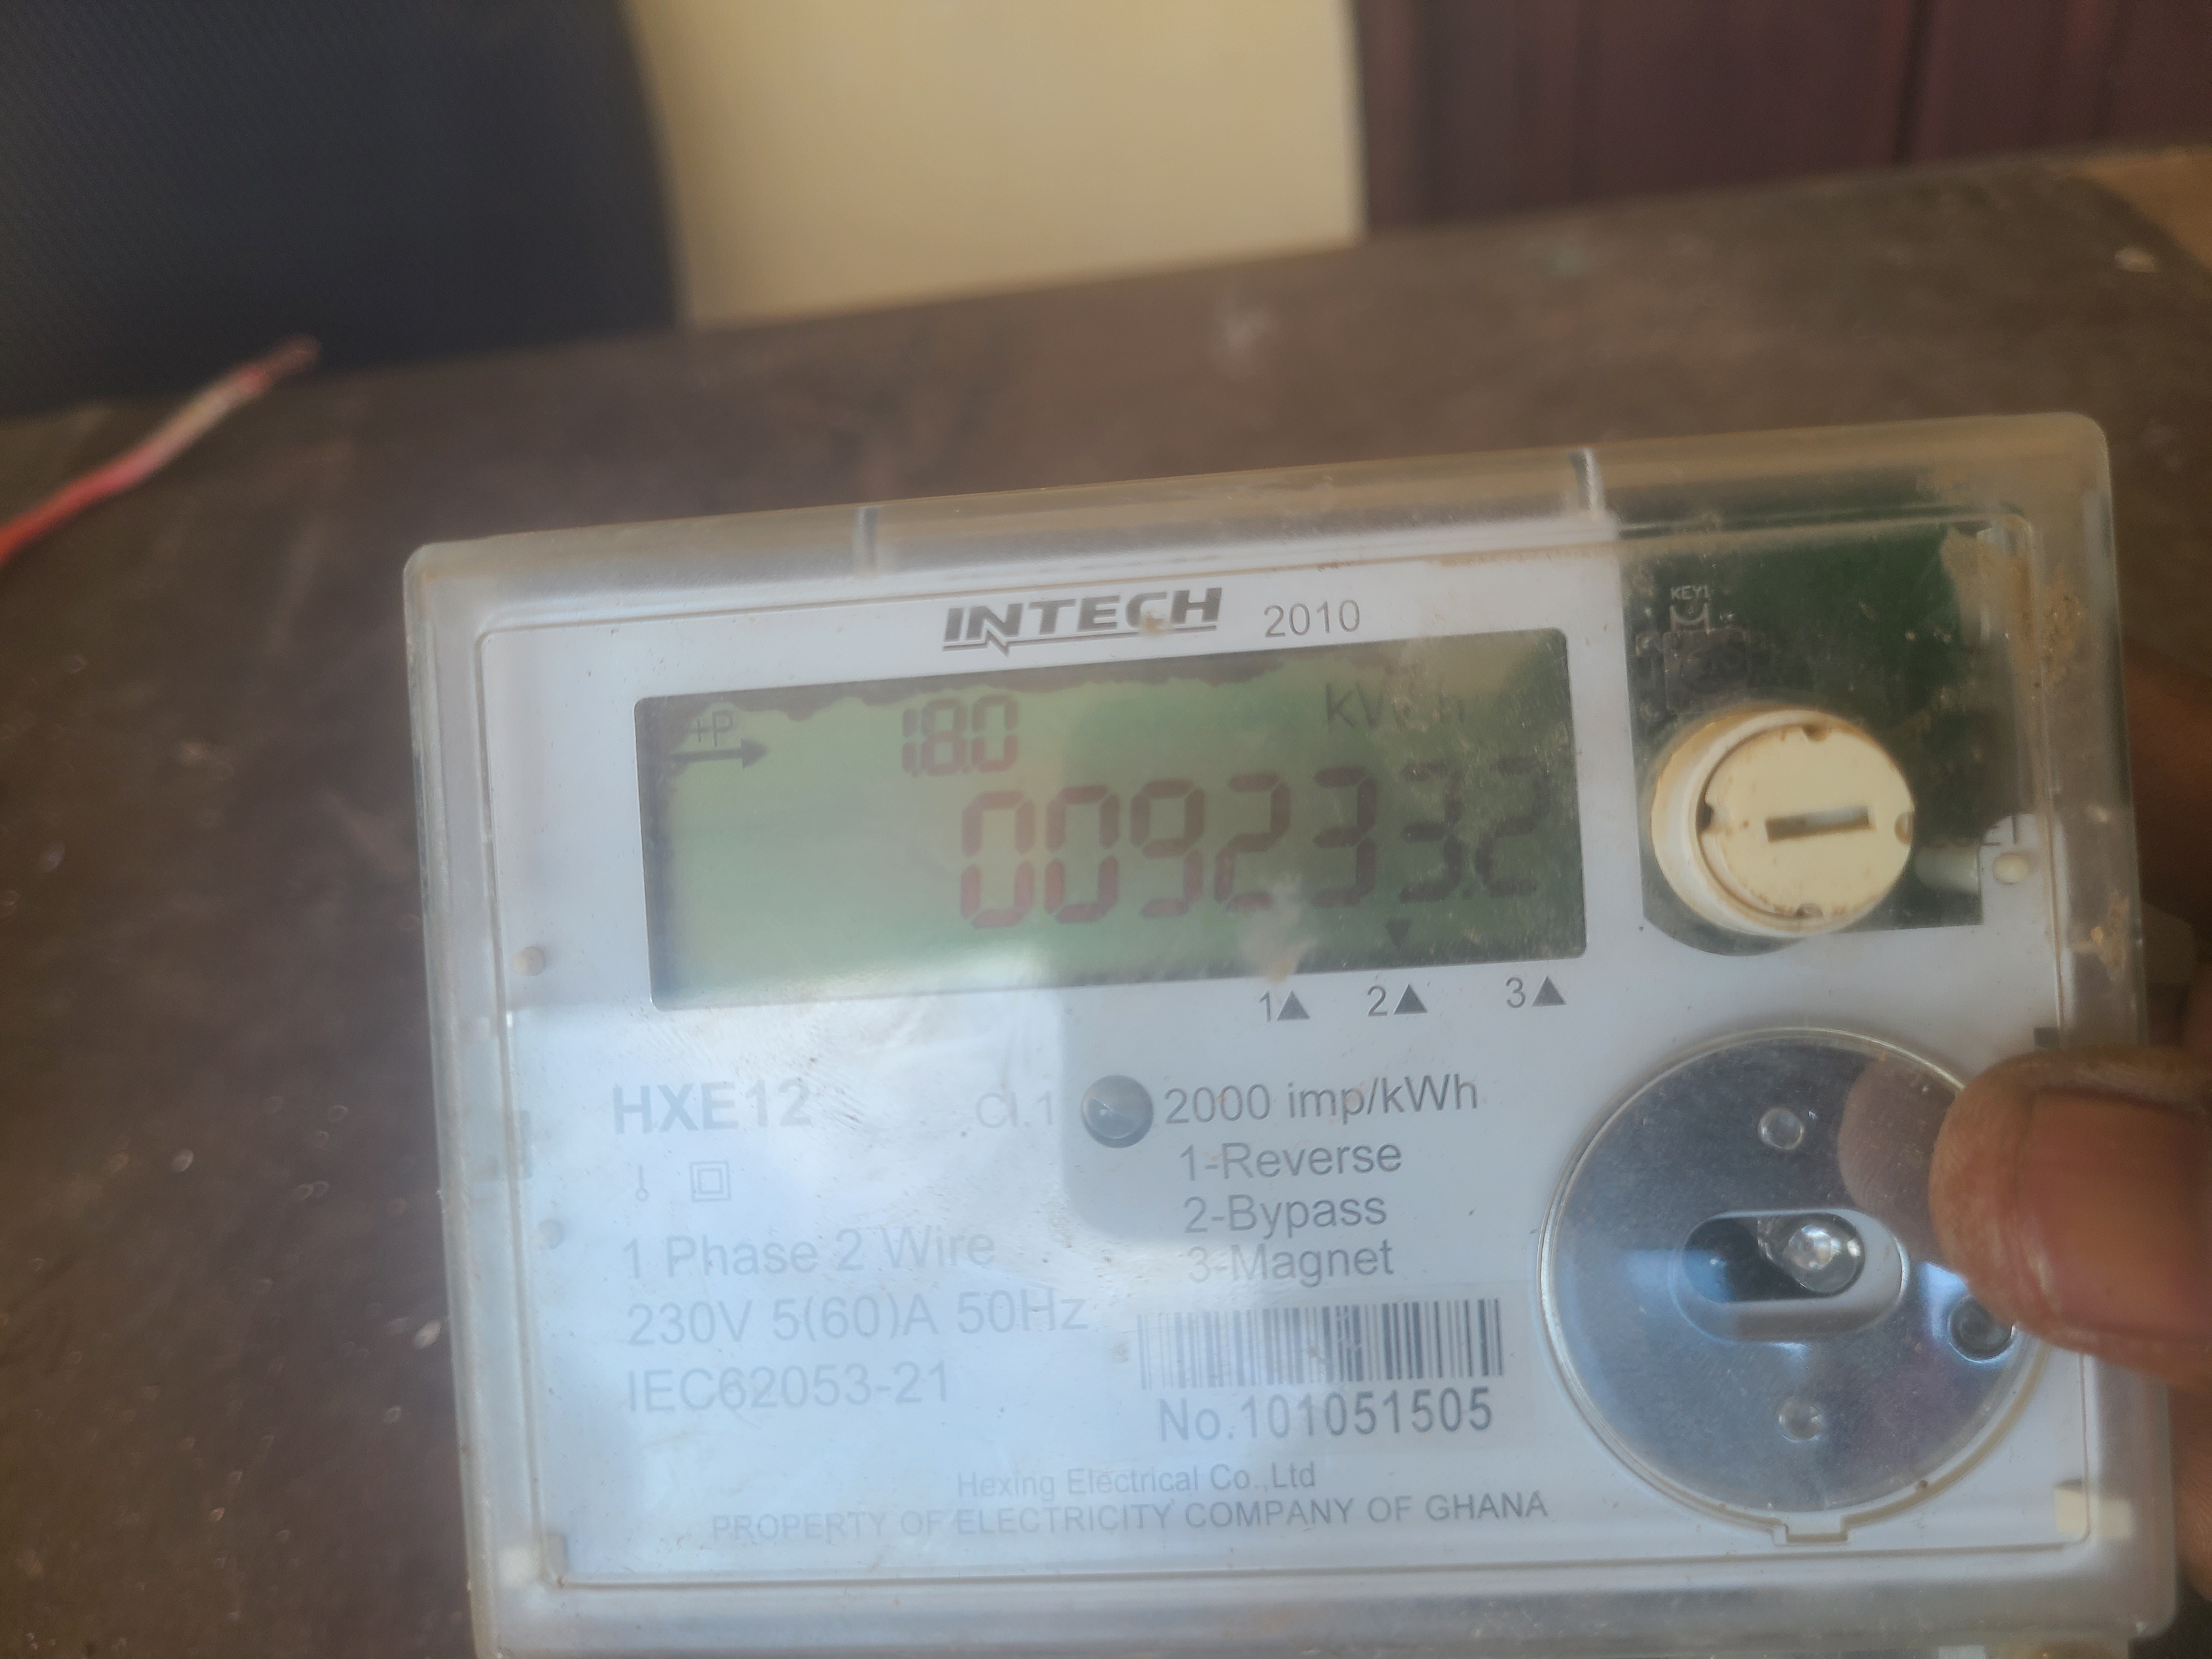 INTECH 2010
KEY1
+P 1.8.0 kWh
0092333.2
1▲ 2▲ 3▲
HXE12 Cl.1 2000 imp/kWh
1-Reverse
2-Bypass
1 Phase 2 Wire
3-Magnet
230V 5(60)A 50Hz
IEC62053-21
No.101051505
Hexing Electrical Co.,Ltd
PROPERTY OF ELECTRICITY COMPANY OF GHANA